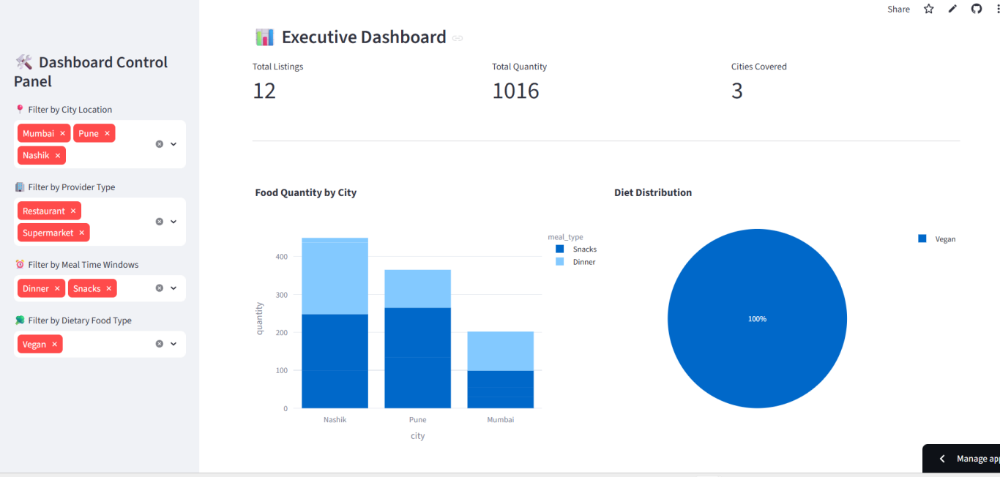 Share
🛠️ Dashboard Control
Panel
📍 Filter by City Location
Mumbai × Pune ×
Nashik ×
🏢 Filter by Provider Type
Restaurant ×
Supermarket ×
⏰ Filter by Meal Time Windows
Dinner × Snacks ×
🍀 Filter by Dietary Food Type
Vegan ×
📊 Executive Dashboard
Total Listings
12
Total Quantity
1016
Cities Covered
3
Food Quantity by City
quantity
400
300
200
100
0
Nashik Pune Mumbai
city
meal_type
Snacks
Dinner
Diet Distribution
100%
Vegan
Manage ap